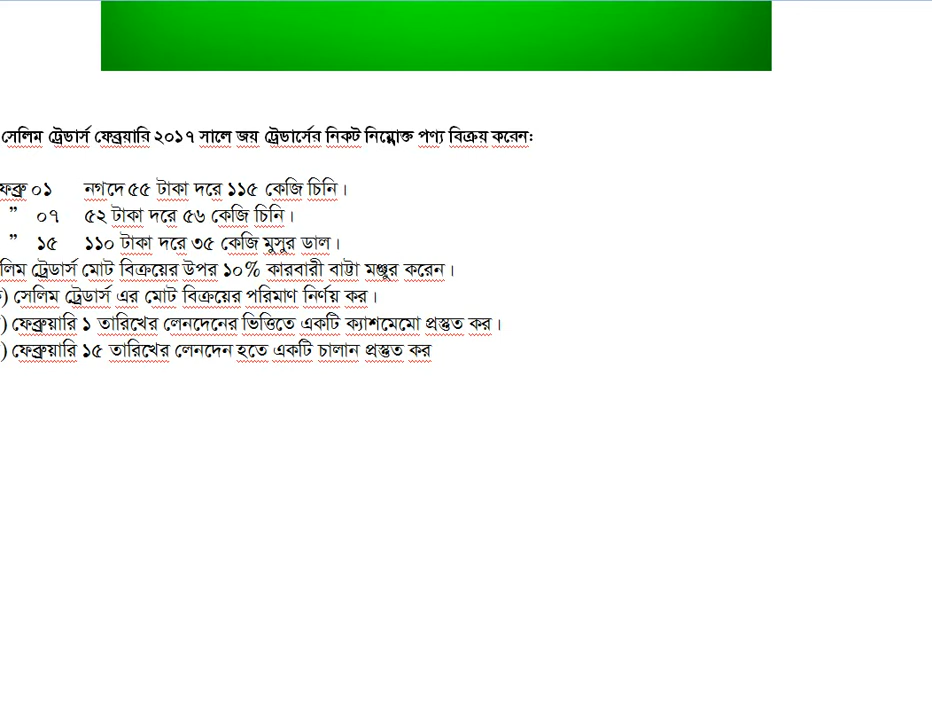 সেলিম ট্রেডার্স ফেব্রুয়ারি ২০১৭ সালে জয় ট্রেডার্সের নিকট নিম্নোক্ত পণ্য বিক্রয় করেন:
ফেব্রু ০১ নগদে ৫৫ টাকা দরে ১১৫ কেজি চিনি।
” ০৭ ৫২ টাকা দরে ৫৬ কেজি চিনি।
” ১৫ ১১০ টাকা দরে ৩৫ কেজি মুসুর ডাল।
লিম ট্রেডার্স মোট বিক্রয়ের উপর ১০% কারবারী বাট্টা মঞ্জুর করেন।
) সেলিম ট্রেডার্স এর মোট বিক্রয়ের পরিমাণ নির্ণয় কর।
) ফেব্রুয়ারি ১ তারিখের লেনদেনের ভিত্তিতে একটি ক্যাশমেমো প্রস্তুত কর।
) ফেব্রুয়ারি ১৫ তারিখের লেনদেন হতে একটি চালান প্রস্তুত কর